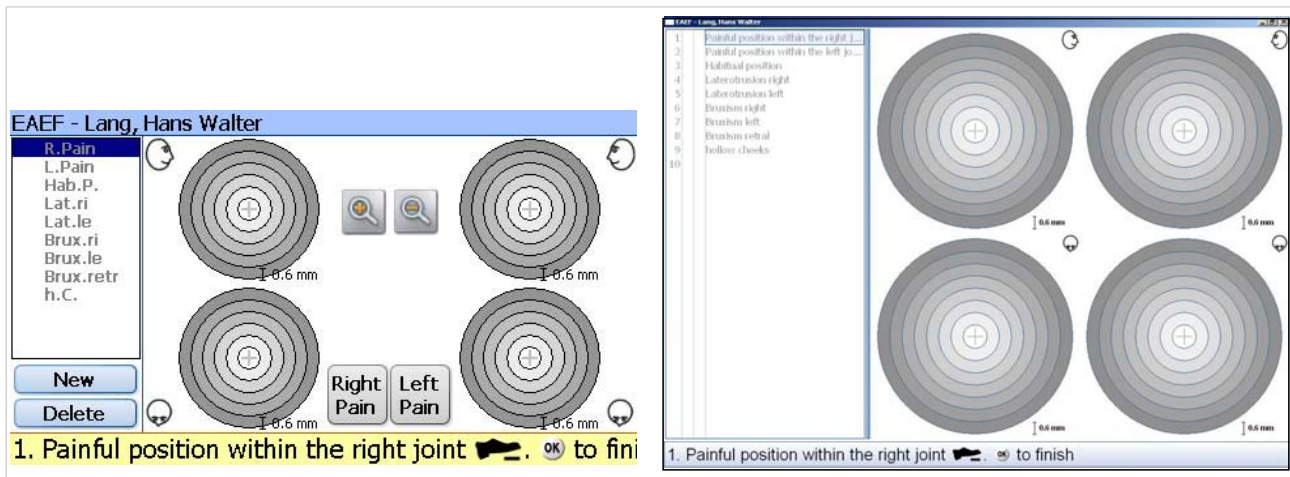 EAEF - Lang, Hans Walter
R.Pain
L.Pain
Hab.P.
Lat.ri
Lat.le
Brux.ri
Brux.le
Brux.retr
h.C.
New
Delete
0.6 mm
0.6 mm
0.6 mm
0.6 mm
Right Pain
Left Pain
1. Painful position within the right joint . OK to fini
EAEF - Lang, Hans Walter
1 Painful position within the right j...
2 Painful position within the left jo...
3 Habitual position
4 Laterotrusion right
5 Laterotrusion left
6 Bruxism right
7 Bruxism left
8 Bruxism retral
9 hollow cheeks
10
0.6 mm
0.6 mm
0.6 mm
0.6 mm
1. Painful position within the right joint . OK to finish